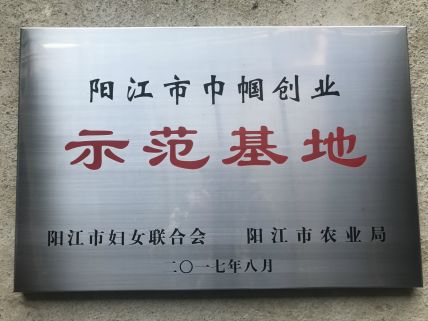 阳江市巾帼创业
示范基地
阳江市妇女联合会 阳江市农业局
二〇一七年八月